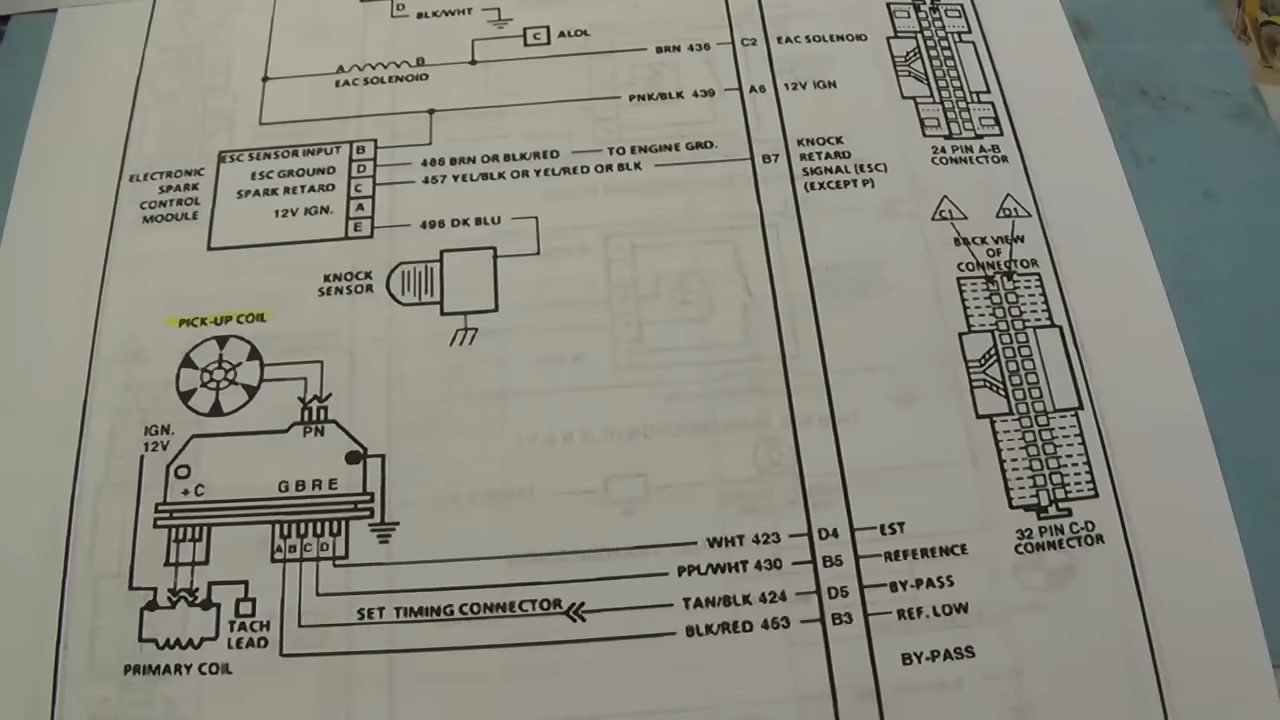 D
BLK/WHT
C ALOL
A B
EAC SOLENOID
BRN 436
C2 EAC SOLENOID
PNK/BLK 439
A6 12V IGN
24 PIN A-B
CONNECTOR
ELECTRONIC
SPARK
CONTROL
MODULE
ESC SENSOR INPUT B
ESC GROUND D
SPARK RETARD C
12V IGN. A
E
486 BRN OR BLK/RED TO ENGINE GRD.
457 YEL/BLK OR YEL/RED OR BLK
496 DK BLU
B7
KNOCK
RETARD
SIGNAL (ESC)
(EXCEPT P)
C1 D1
BACK VIEW
OF
CONNECTOR
KNOCK
SENSOR
PICK-UP COIL
IGN.
12V
P N
+ C G B R E
A B C D
WHT 423 D4 EST
PPL/WHT 430 B5 REFERENCE
SET TIMING CONNECTOR TAN/BLK 424 D5 BY-PASS
BLK/RED 453 B3 REF. LOW
BY-PASS
TACH
LEAD
PRIMARY COIL
32 PIN C-D
CONNECTOR